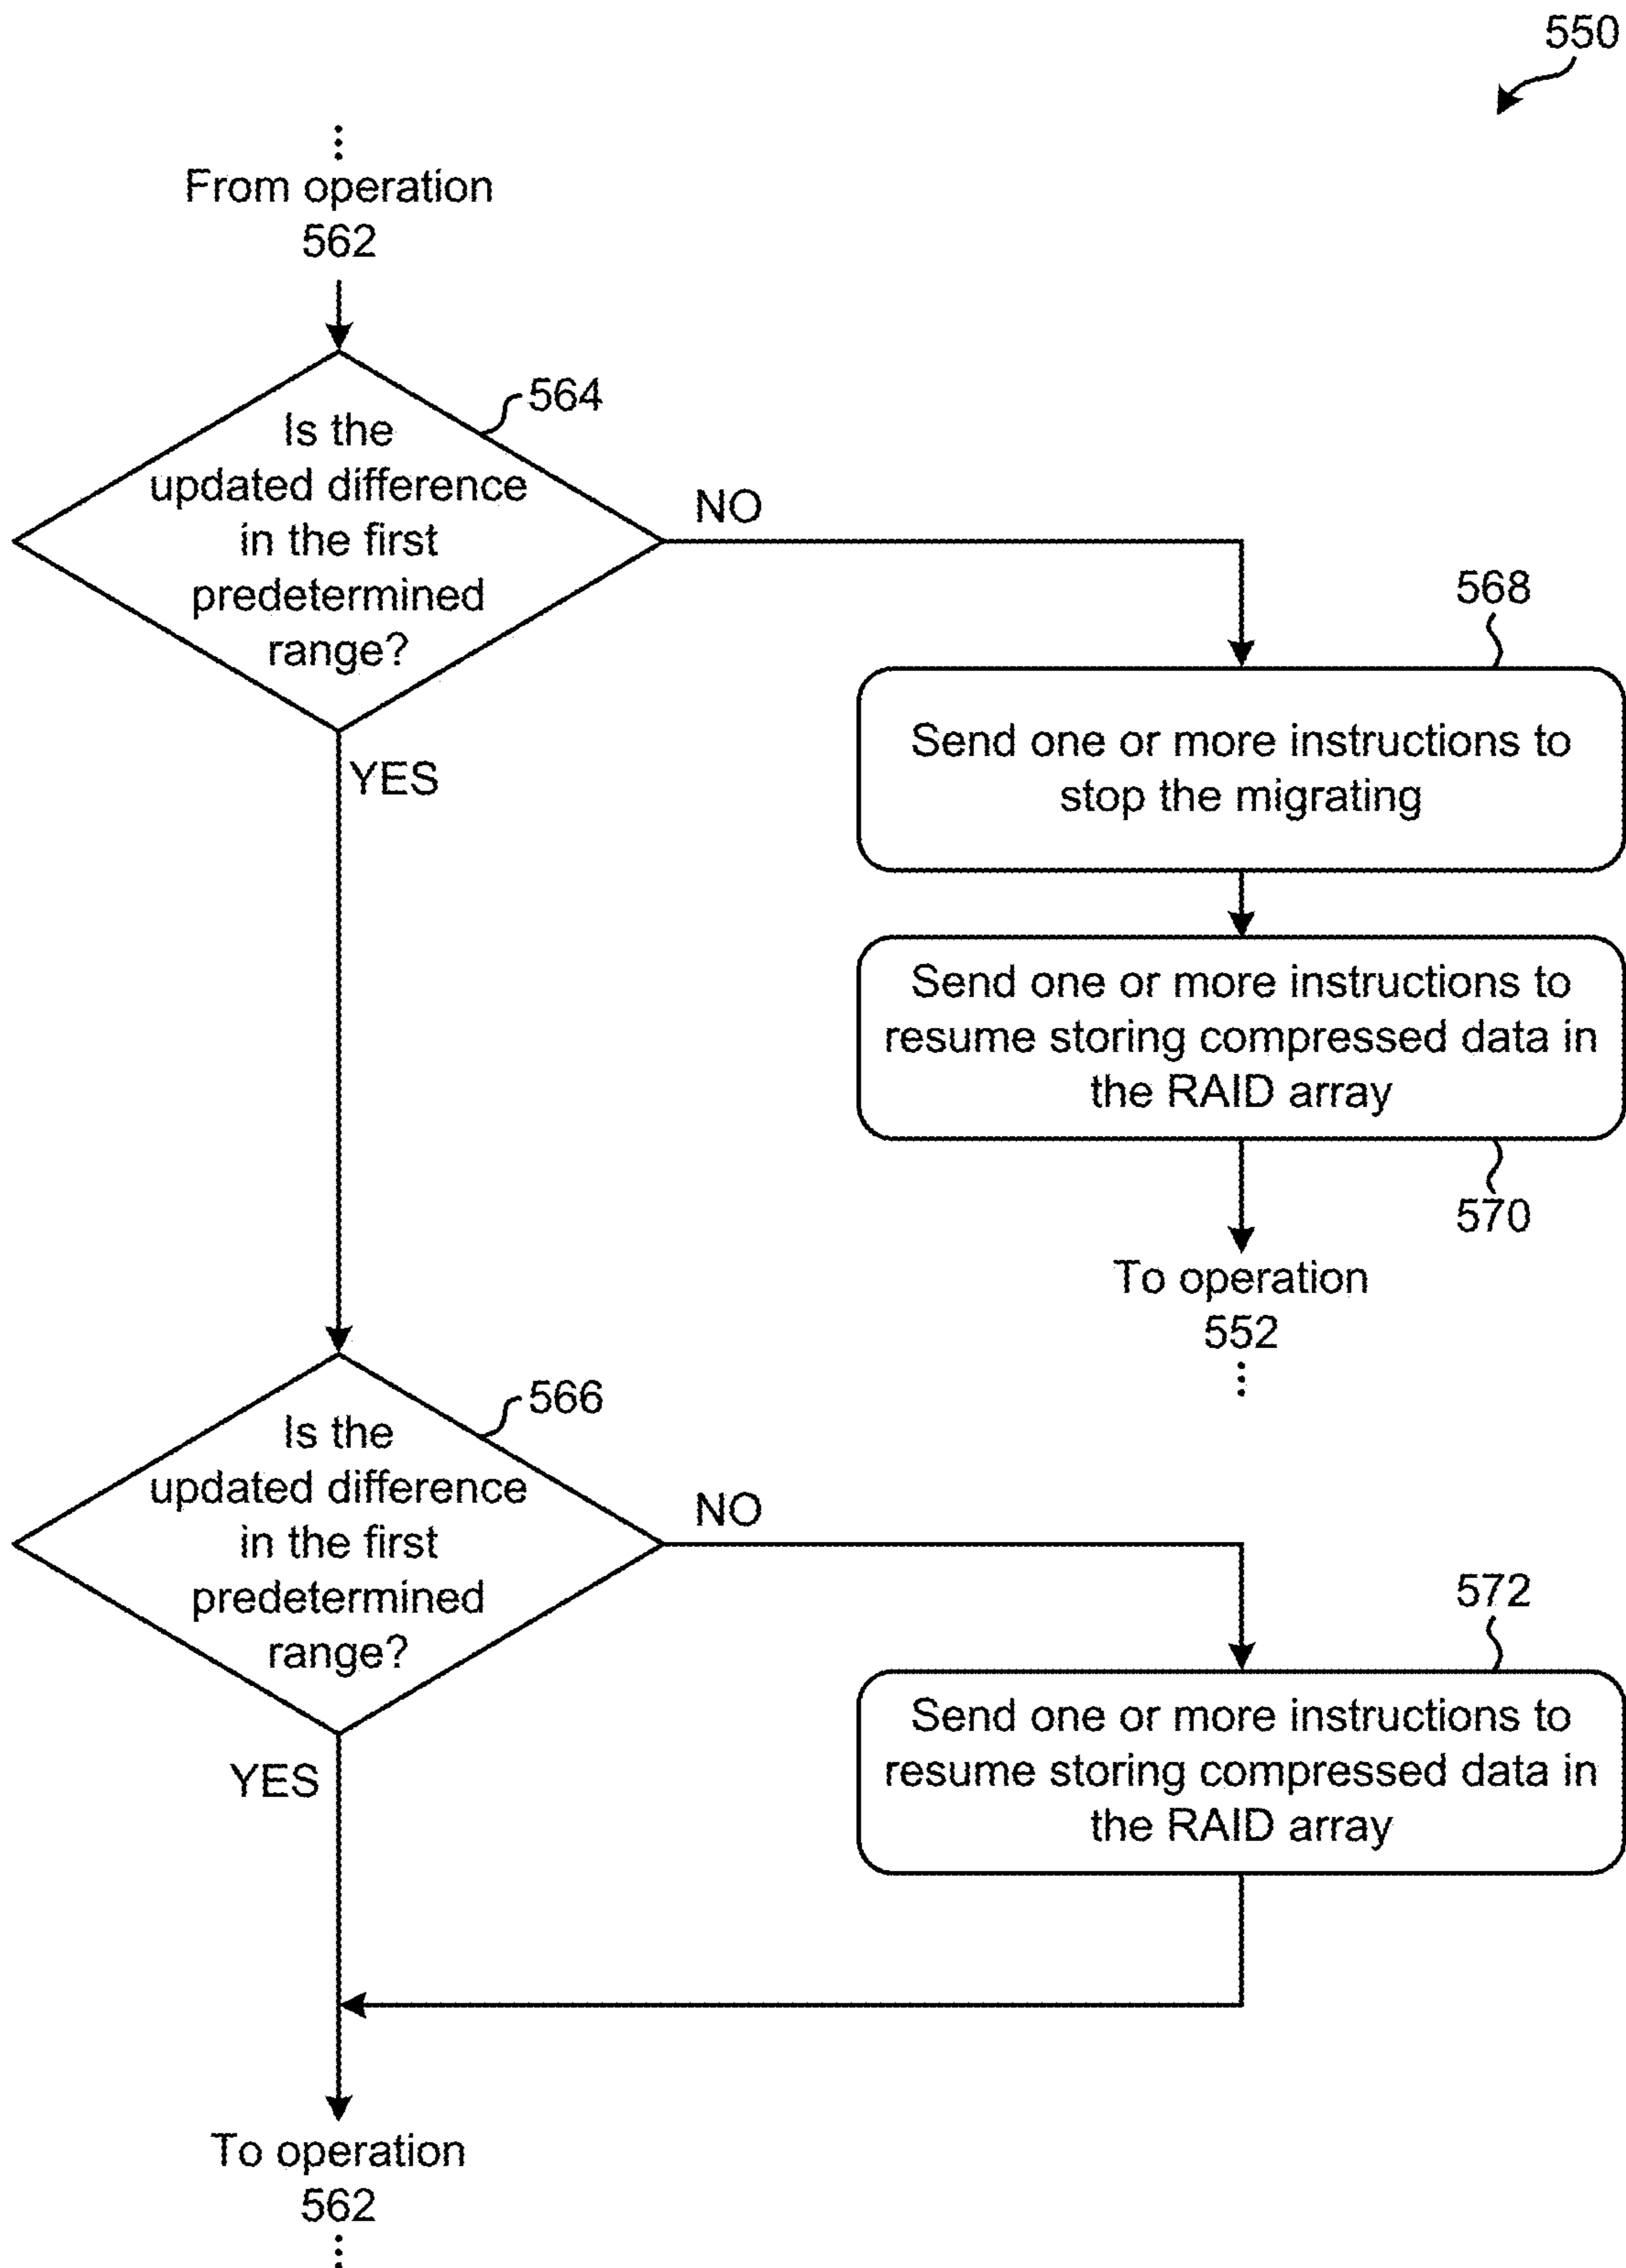 550
From operation
562
564
Is the
updated difference
in the first
predetermined
range?
NO
YES
568
Send one or more instructions to
stop the migrating
Send one or more instructions to
resume storing compressed data in
the RAID array
570
To operation
552
566
Is the
updated difference
in the first
predetermined
range?
NO
YES
572
Send one or more instructions to
resume storing compressed data in
the RAID array
To operation
562